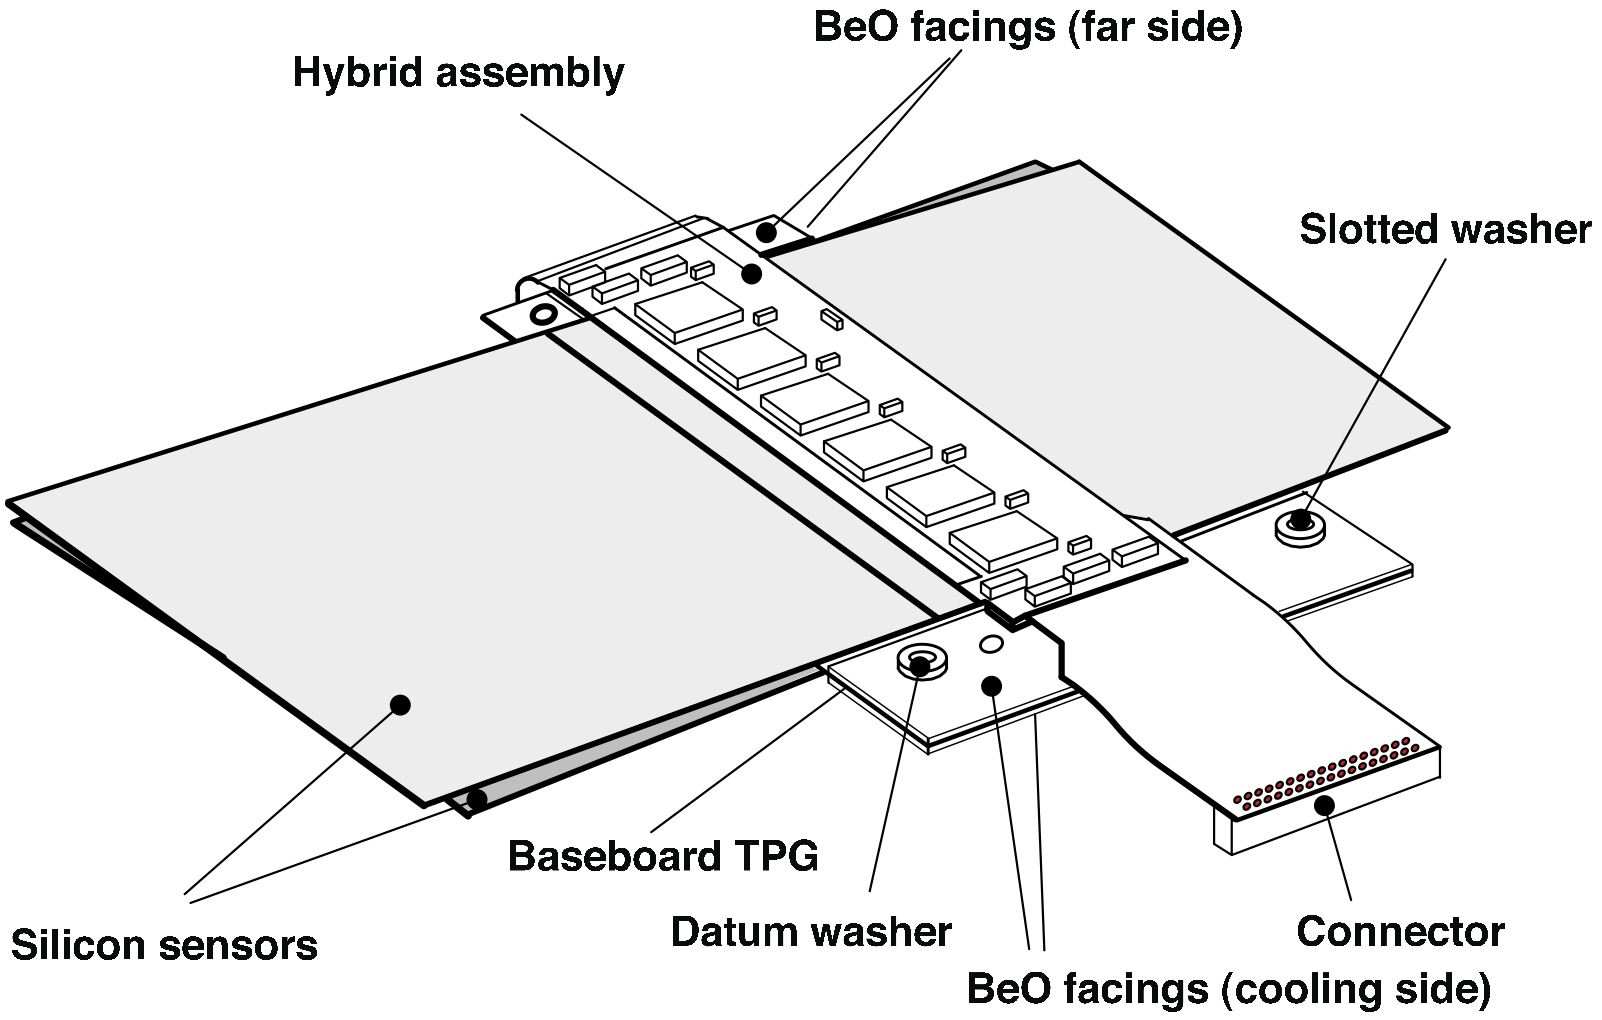 BeO facings (far side)
Hybrid assembly
Slotted washer
Baseboard TPG
Datum washer
Silicon sensors
Connector
BeO facings (cooling side)